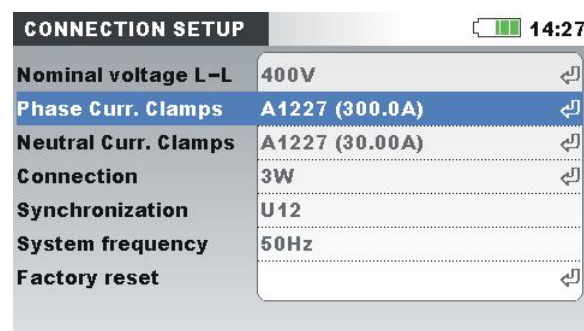 CONNECTION SETUP 14:27
Nominal voltage L-L 400V
Phase Curr. Clamps A1227 (300.0A)
Neutral Curr. Clamps A1227 (30.00A)
Connection 3W
Synchronization U12
System frequency 50Hz
Factory reset